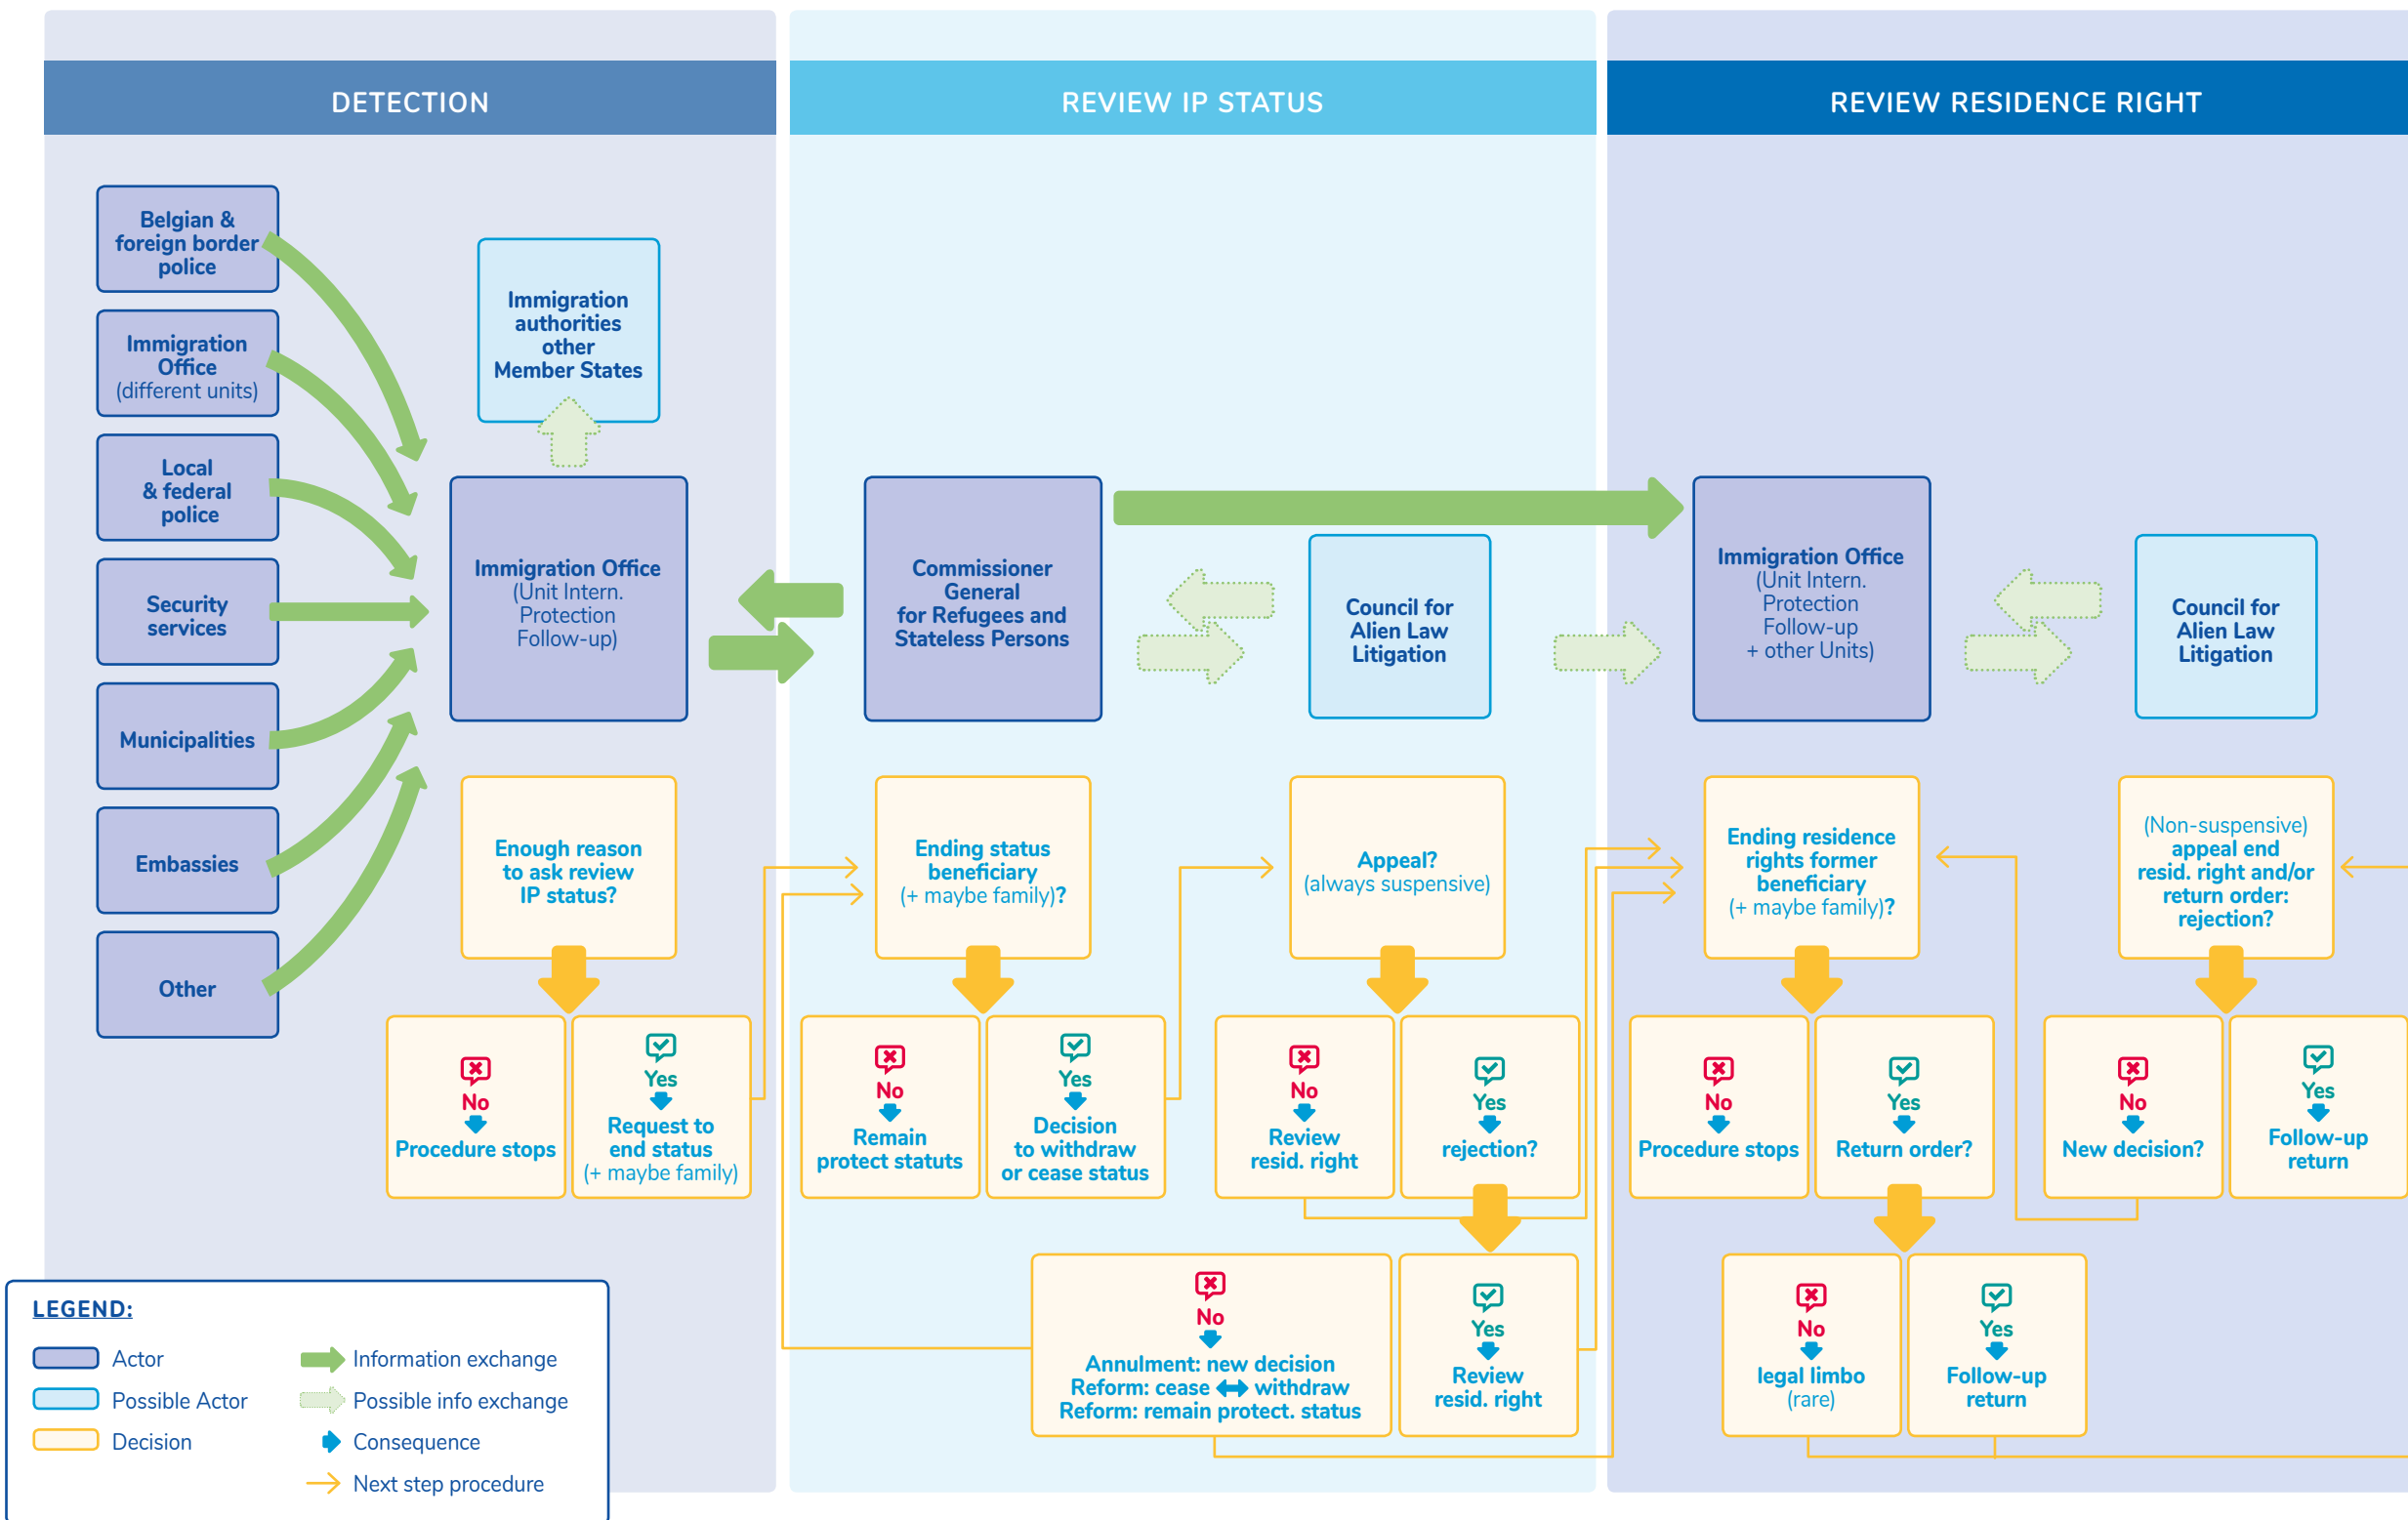 DETECTION
REVIEW IP STATUS
REVIEW RESIDENCE RIGHT
Belgian &
foreign border
police
Immigration
Office
(different units)
Local
& federal
police
Security
services
Municipalities
Embassies
Other
Immigration
authorities
other
Member States
Immigration Office
(Unit Intern.
Protection
Follow-up)
Commissioner
General
for Refugees and
Stateless Persons
Council for
Alien Law
Litigation
Immigration Office
(Unit Intern.
Protection
Follow-up
+ other Units)
Council for
Alien Law
Litigation
Enough reason
to ask review
IP status?
No
Procedure stops
Yes
Request to
end status
(+ maybe family)
Ending status
beneficiary
(+ maybe family)?
No
Remain
protect statuts
Yes
Decision
to withdraw
or cease status
Appeal?
(always suspensive)
No
Review
resid. right
Yes
rejection?
No
Annulment: new decision
Reform: cease withdraw
Reform: remain protect. status
Yes
Review
resid. right
Ending residence
rights former
beneficiary
(+ maybe family)?
No
Procedure stops
Yes
Return order?
No
legal limbo
(rare)
Yes
Follow-up
return
(Non-suspensive)
appeal end
resid. right and/or
return order:
rejection?
No
New decision?
Yes
Follow-up
return
LEGEND:
Actor
Possible Actor
Decision
Information exchange
Possible info exchange
Consequence
Next step procedure